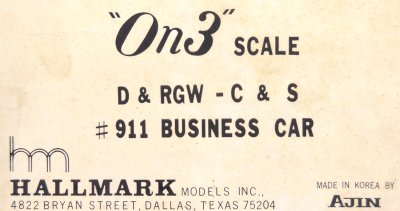 "On3" SCALE
D & RGW - C & S
#911 BUSINESS CAR
hm
HALLMARK MODELS INC.,
4822 BRYAN STREET, DALLAS, TEXAS 75204
MADE IN KOREA BY
AJIN